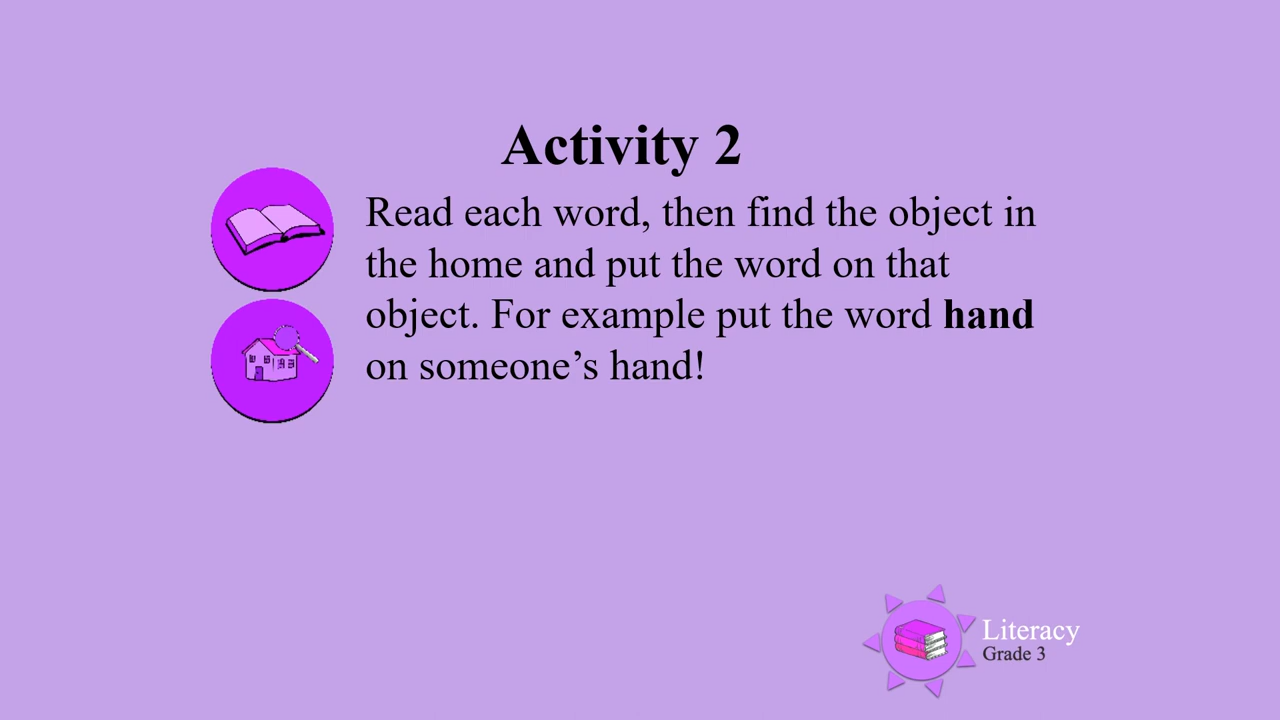 Activity 2
Read each word, then find the object in
the home and put the word on that
object. For example put the word hand
on someone’s hand!
Literacy
Grade 3